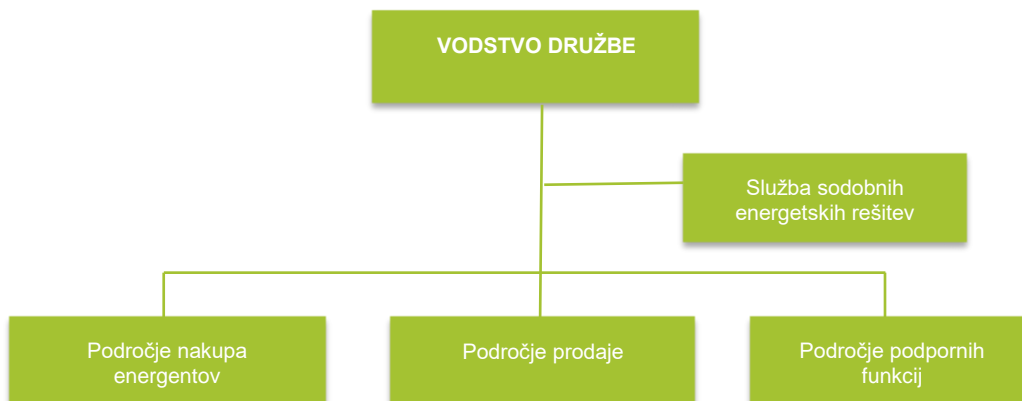 VODSTVO DRUŽBE
Služba sodobnih
energetskih rešitev
Področje nakupa
energentov
Področje prodaje
Področje podpornih
funkcij